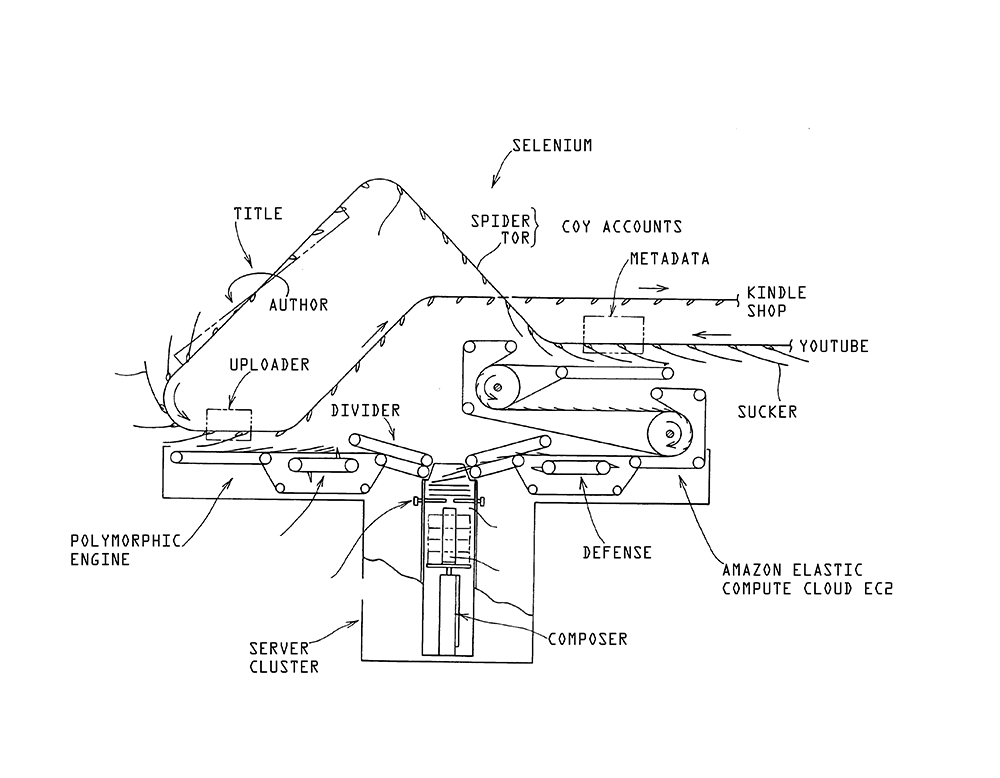 SELENIUM
TITLE
SPIDER
TOR
COY ACCOUNTS
METADATA
AUTHOR
KINDLE
SHOP
YOUTUBE
UPLOADER
DIVIDER
SUCKER
POLYMORPHIC
ENGINE
DEFENSE
AMAZON ELASTIC
COMPUTE CLOUD EC2
SERVER
CLUSTER
COMPOSER